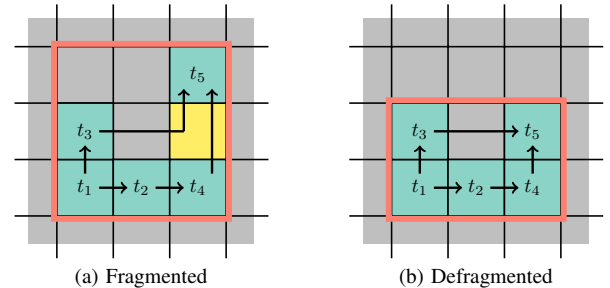 t₅
t₃
t₁ t₂ t₄
(a) Fragmented
t₃ t₅
t₁ t₂ t₄
(b) Defragmented